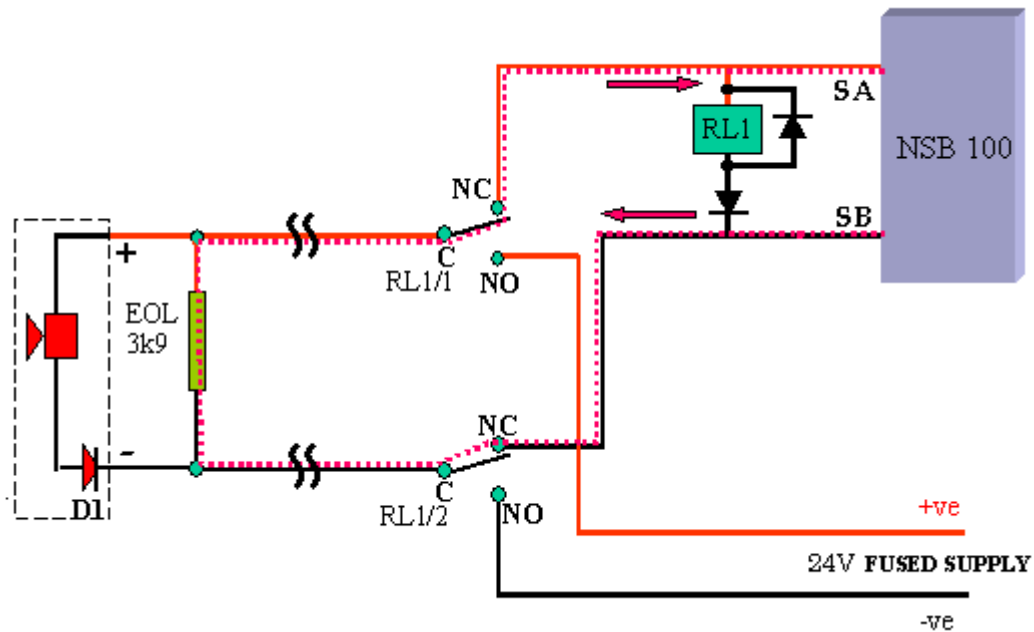 SA
RL1
NSB 100
NC
SB
+
C
RL1/1
NO
EOL
3k9
NC
-
C
D1
RL1/2
NO
+ve
24V FUSED SUPPLY
-ve